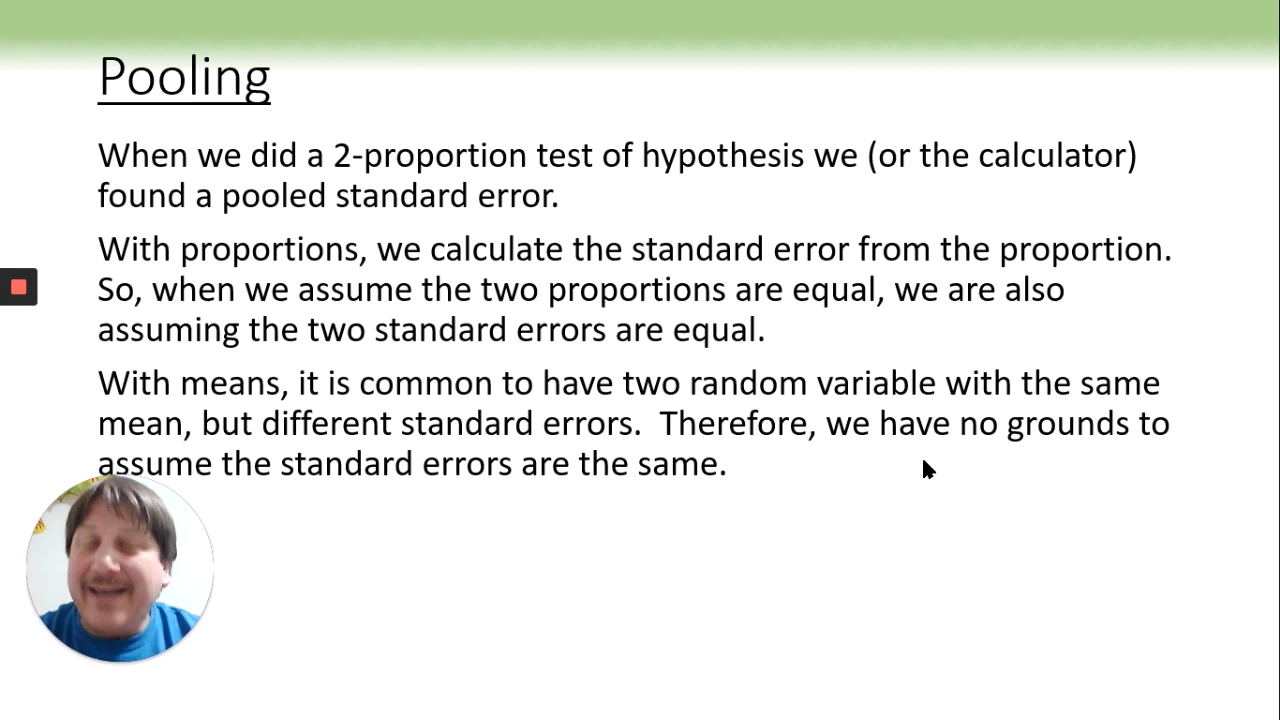 Pooling
When we did a 2-proportion test of hypothesis we (or the calculator)
found a pooled standard error.
With proportions, we calculate the standard error from the proportion.
So, when we assume the two proportions are equal, we are also
assuming the two standard errors are equal.
With means, it is common to have two random variable with the same
mean, but different standard errors.  Therefore, we have no grounds to
assume the standard errors are the same.